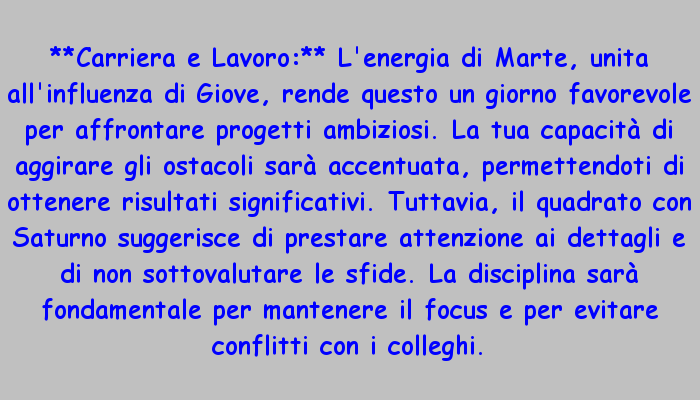 **Carriera e Lavoro:** L'energia di Marte, unita
all'influenza di Giove, rende questo un giorno favorevole
per affrontare progetti ambiziosi. La tua capacità di
aggirare gli ostacoli sarà accentuata, permettendoti di
ottenere risultati significativi. Tuttavia, il quadrato con
Saturno suggerisce di prestare attenzione ai dettagli e
di non sottovalutare le sfide. La disciplina sarà
fondamentale per mantenere il focus e per evitare
conflitti con i colleghi.